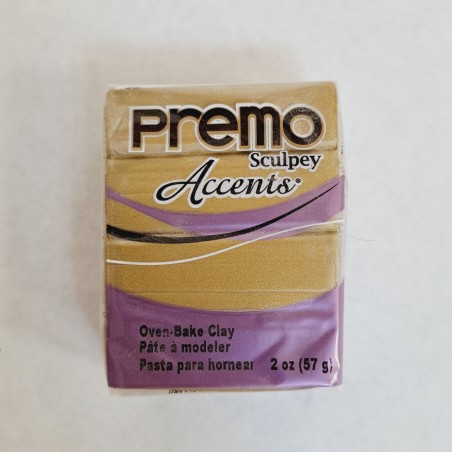 Premo
Sculpey
Accents®
Oven-Bake Clay
Pâte à modeler
Pasta para hornear 2 oz (57 g)